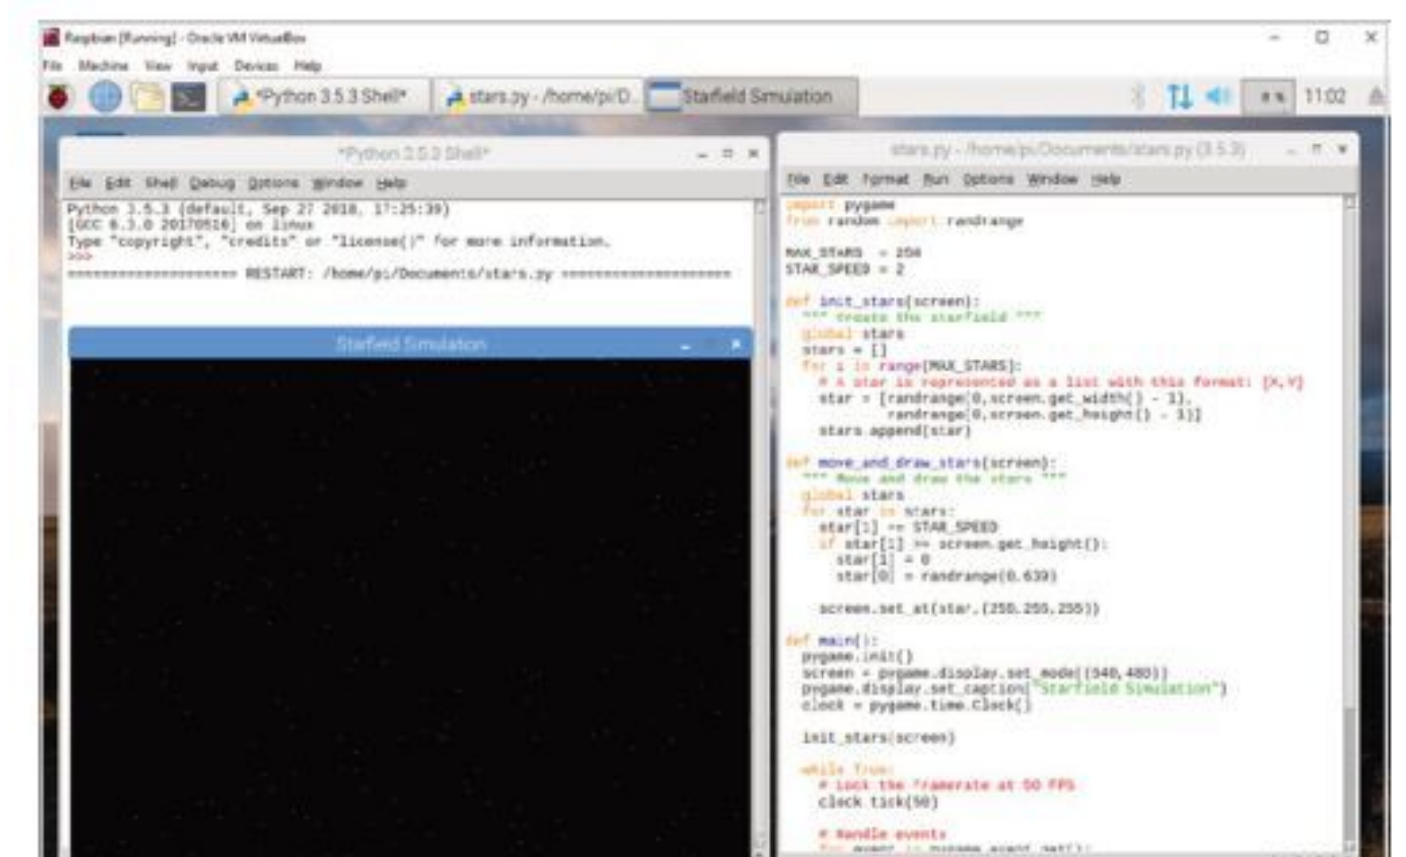 Raspbian [Running] - Oracle VM VirtualBox
File Machine View Input Devices Help
*Python 3.5.3 Shell* stars.py - /home/pi/D... Starfield Simulation 11:02
*Python 3.5.3 Shell*
File Edit Shell Debug Options Window Help
Python 3.5.3 (default, Sep 27 2018, 17:25:39)
[GCC 6.3.0 20170516] on linux
Type "copyright", "credits" or "license()" for more information.
>>>
==================== RESTART: /home/pi/Documents/stars.py ====================
Starfield Simulation
stars.py - /home/pi/Documents/stars.py (3.5.3)
File Edit Format Run Options Window Help
import pygame
from random import randrange
MAX_STARS = 250
STAR_SPEED = 2
def init_stars(screen):
""" Create the starfield """
global stars
stars = []
for i in range(MAX_STARS):
# A star is represented as a list with this format: [X,Y]
star = [randrange(0,screen.get_width() - 1),
randrange(0,screen.get_height() - 1)]
stars.append(star)
def move_and_draw_stars(screen):
""" Move and draw the stars """
global stars
for star in stars:
star[1] += STAR_SPEED
if star[1] >= screen.get_height():
star[1] = 0
star[0] = randrange(0,639)
screen.set_at(star,(255,255,255))
def main():
pygame.init()
screen = pygame.display.set_mode((640,480))
pygame.display.set_caption("Starfield Simulation")
clock = pygame.time.Clock()
init_stars(screen)
while True:
# Lock the framerate at 50 FPS
clock.tick(50)
# Handle events
for event in pygame.event.get():